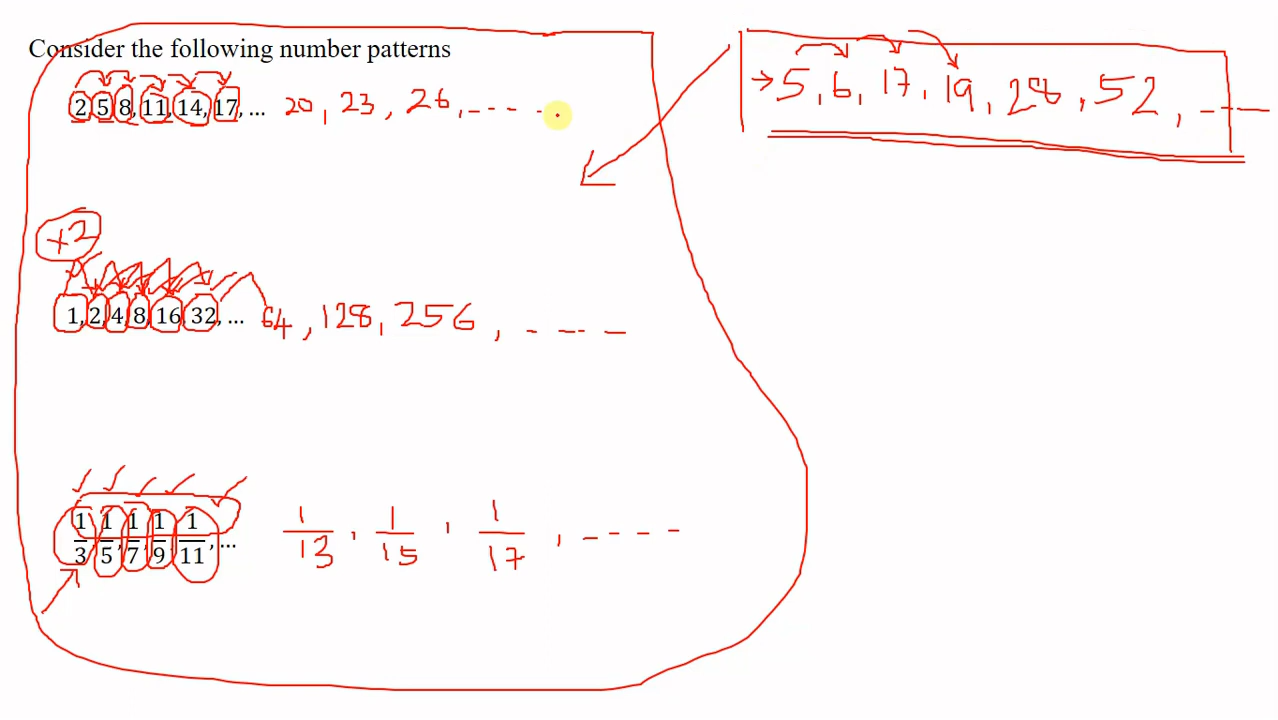 Consider the following number patterns
2, 5, 8, 11, 14, 17, ... 20, 23, 26, ---- -
→ 5, 6, 17, 19, 28, 52, ----
×2
1, 2, 4, 8, 16, 32, ... 64, 128, 256, - --- -
1/3, 1/5, 1/7, 1/9, 1/11, ... 1/13, 1/15, 1/17, -----